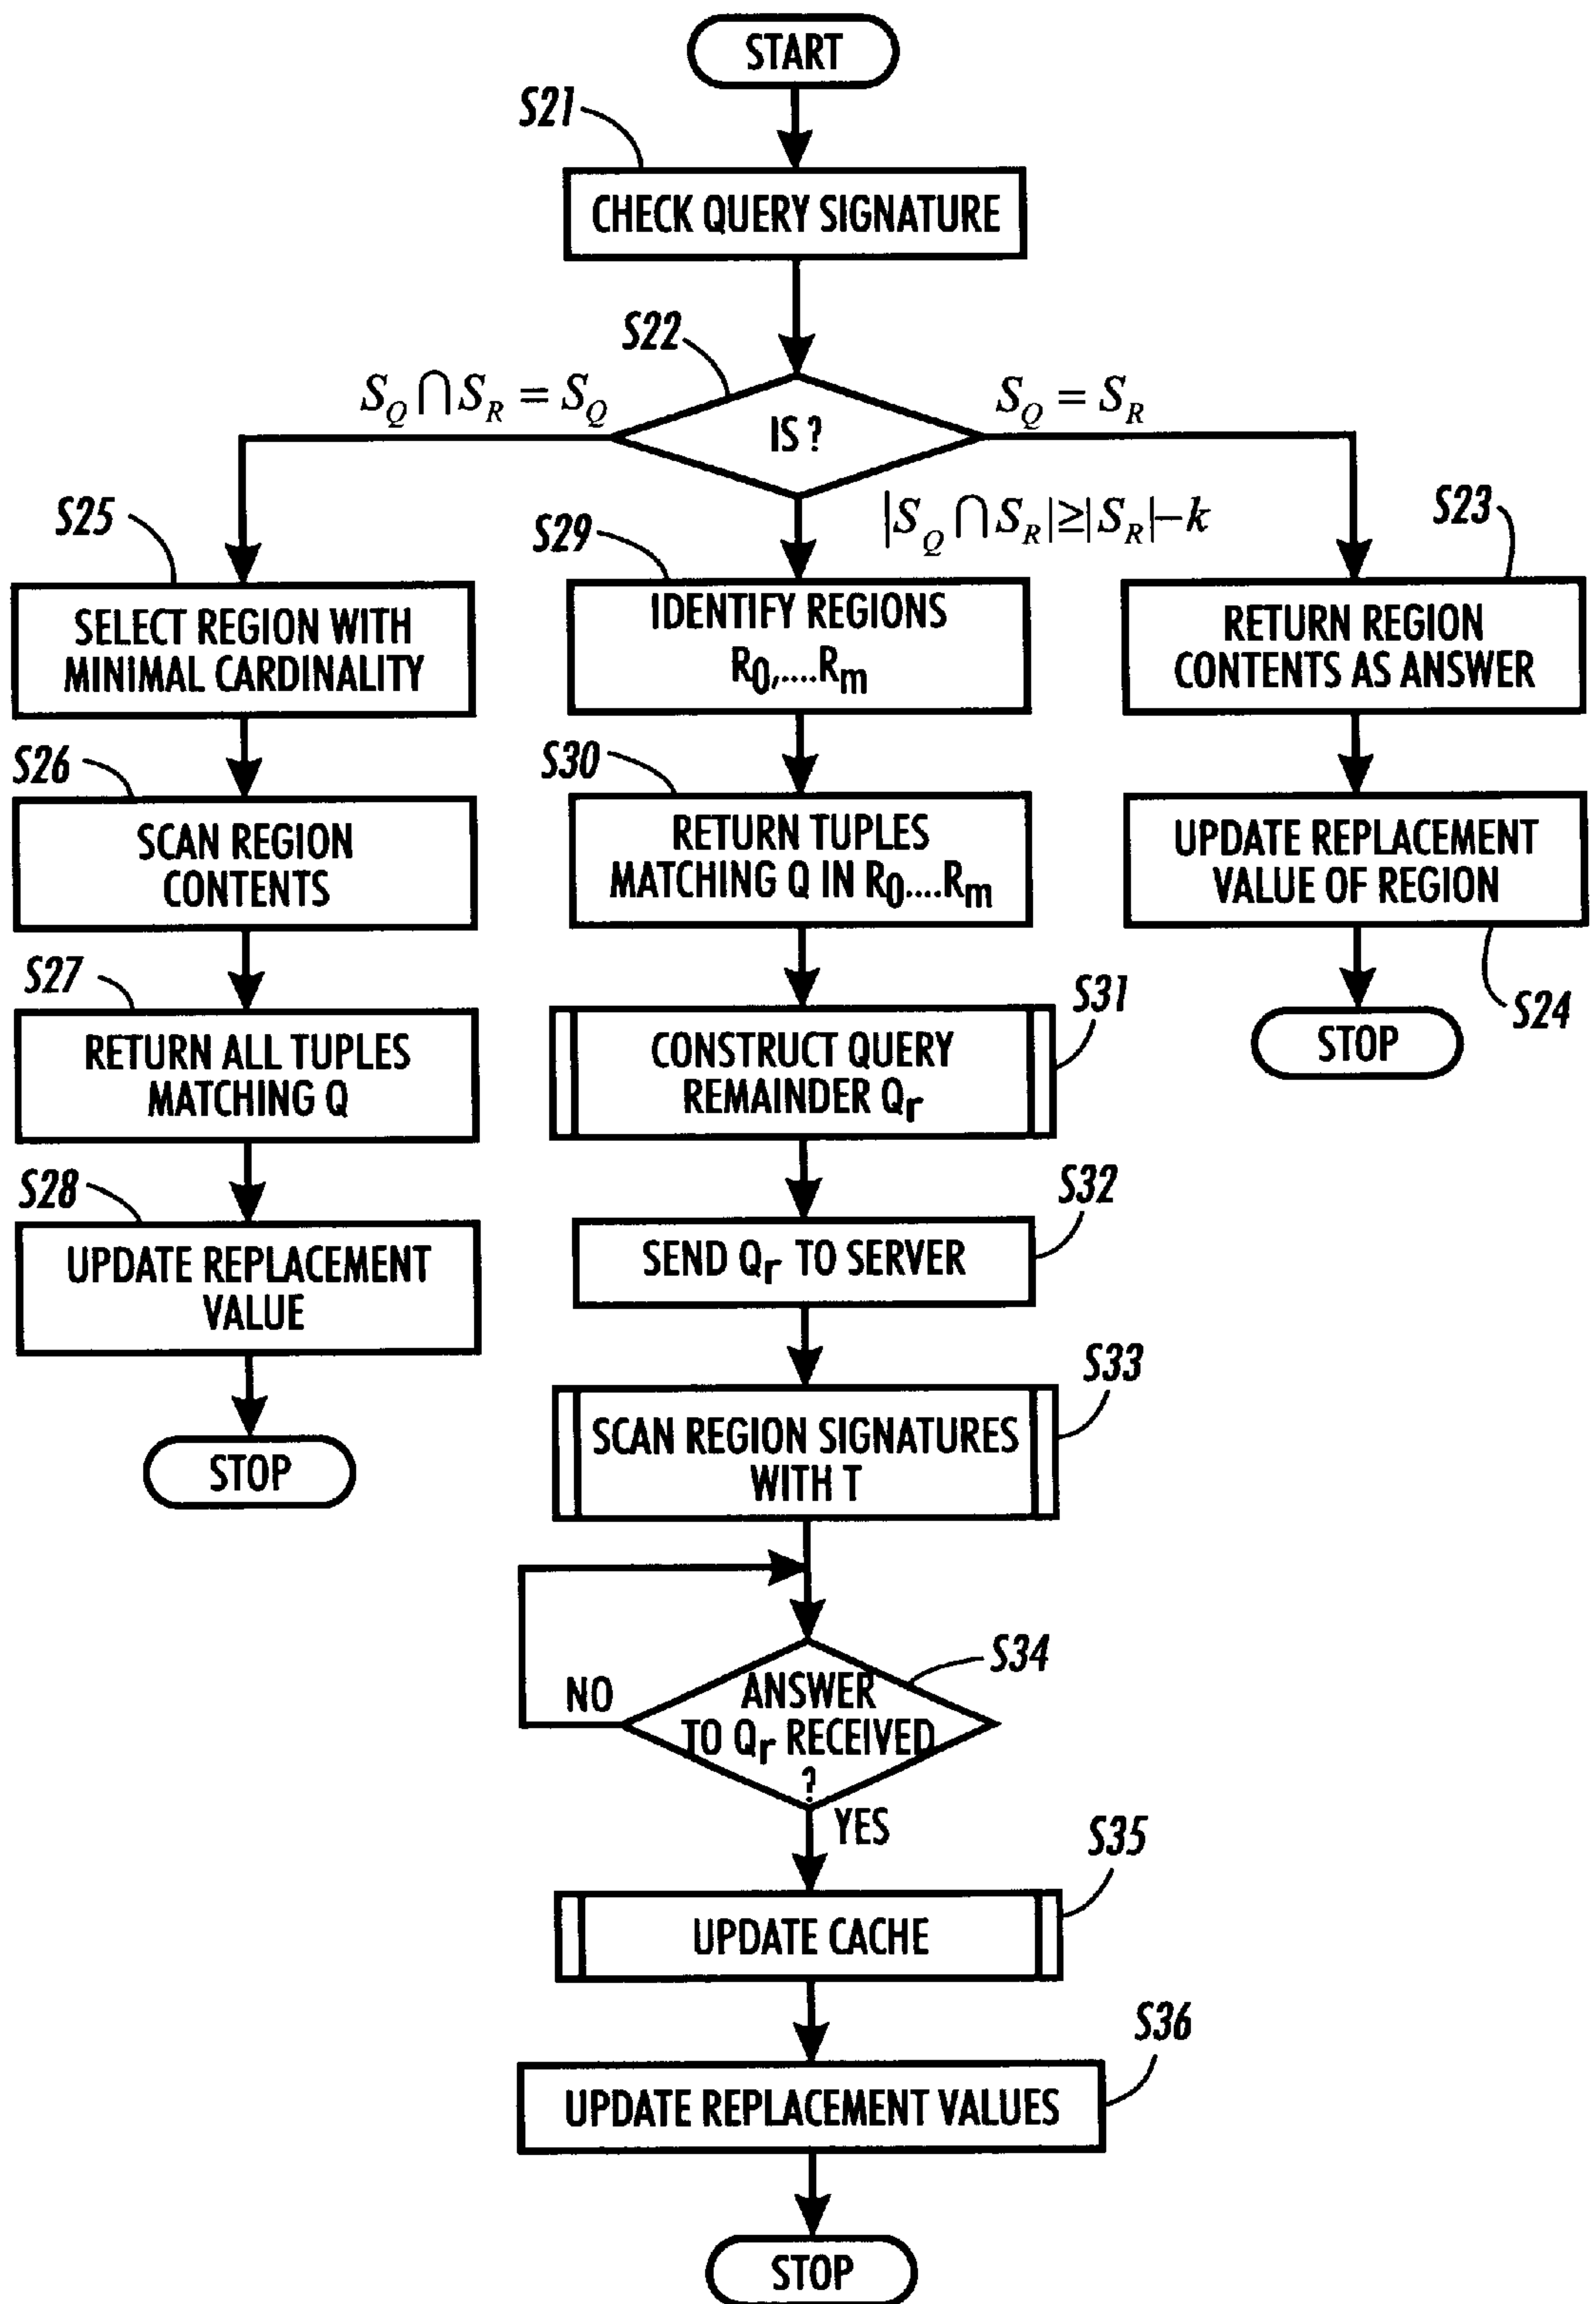 START
S21
CHECK QUERY SIGNATURE
S22
S_Q ∩ S_R = S_Q
IS ?
S_Q = S_R
|S_Q ∩ S_R| ≥ |S_R| − k
S25
SELECT REGION WITH
MINIMAL CARDINALITY
S26
SCAN REGION
CONTENTS
S27
RETURN ALL TUPLES
MATCHING Q
S28
UPDATE REPLACEMENT
VALUE
STOP
S29
IDENTIFY REGIONS
R0,....Rm
S30
RETURN TUPLES
MATCHING Q IN R0....Rm
S31
CONSTRUCT QUERY
REMAINDER Qr
S32
SEND Qr TO SERVER
S33
SCAN REGION SIGNATURES
WITH T
S34
ANSWER
TO Qr RECEIVED
?
NO
YES
S35
UPDATE CACHE
S36
UPDATE REPLACEMENT VALUES
STOP
S23
RETURN REGION
CONTENTS AS ANSWER
UPDATE REPLACEMENT
VALUE OF REGION
S24
STOP